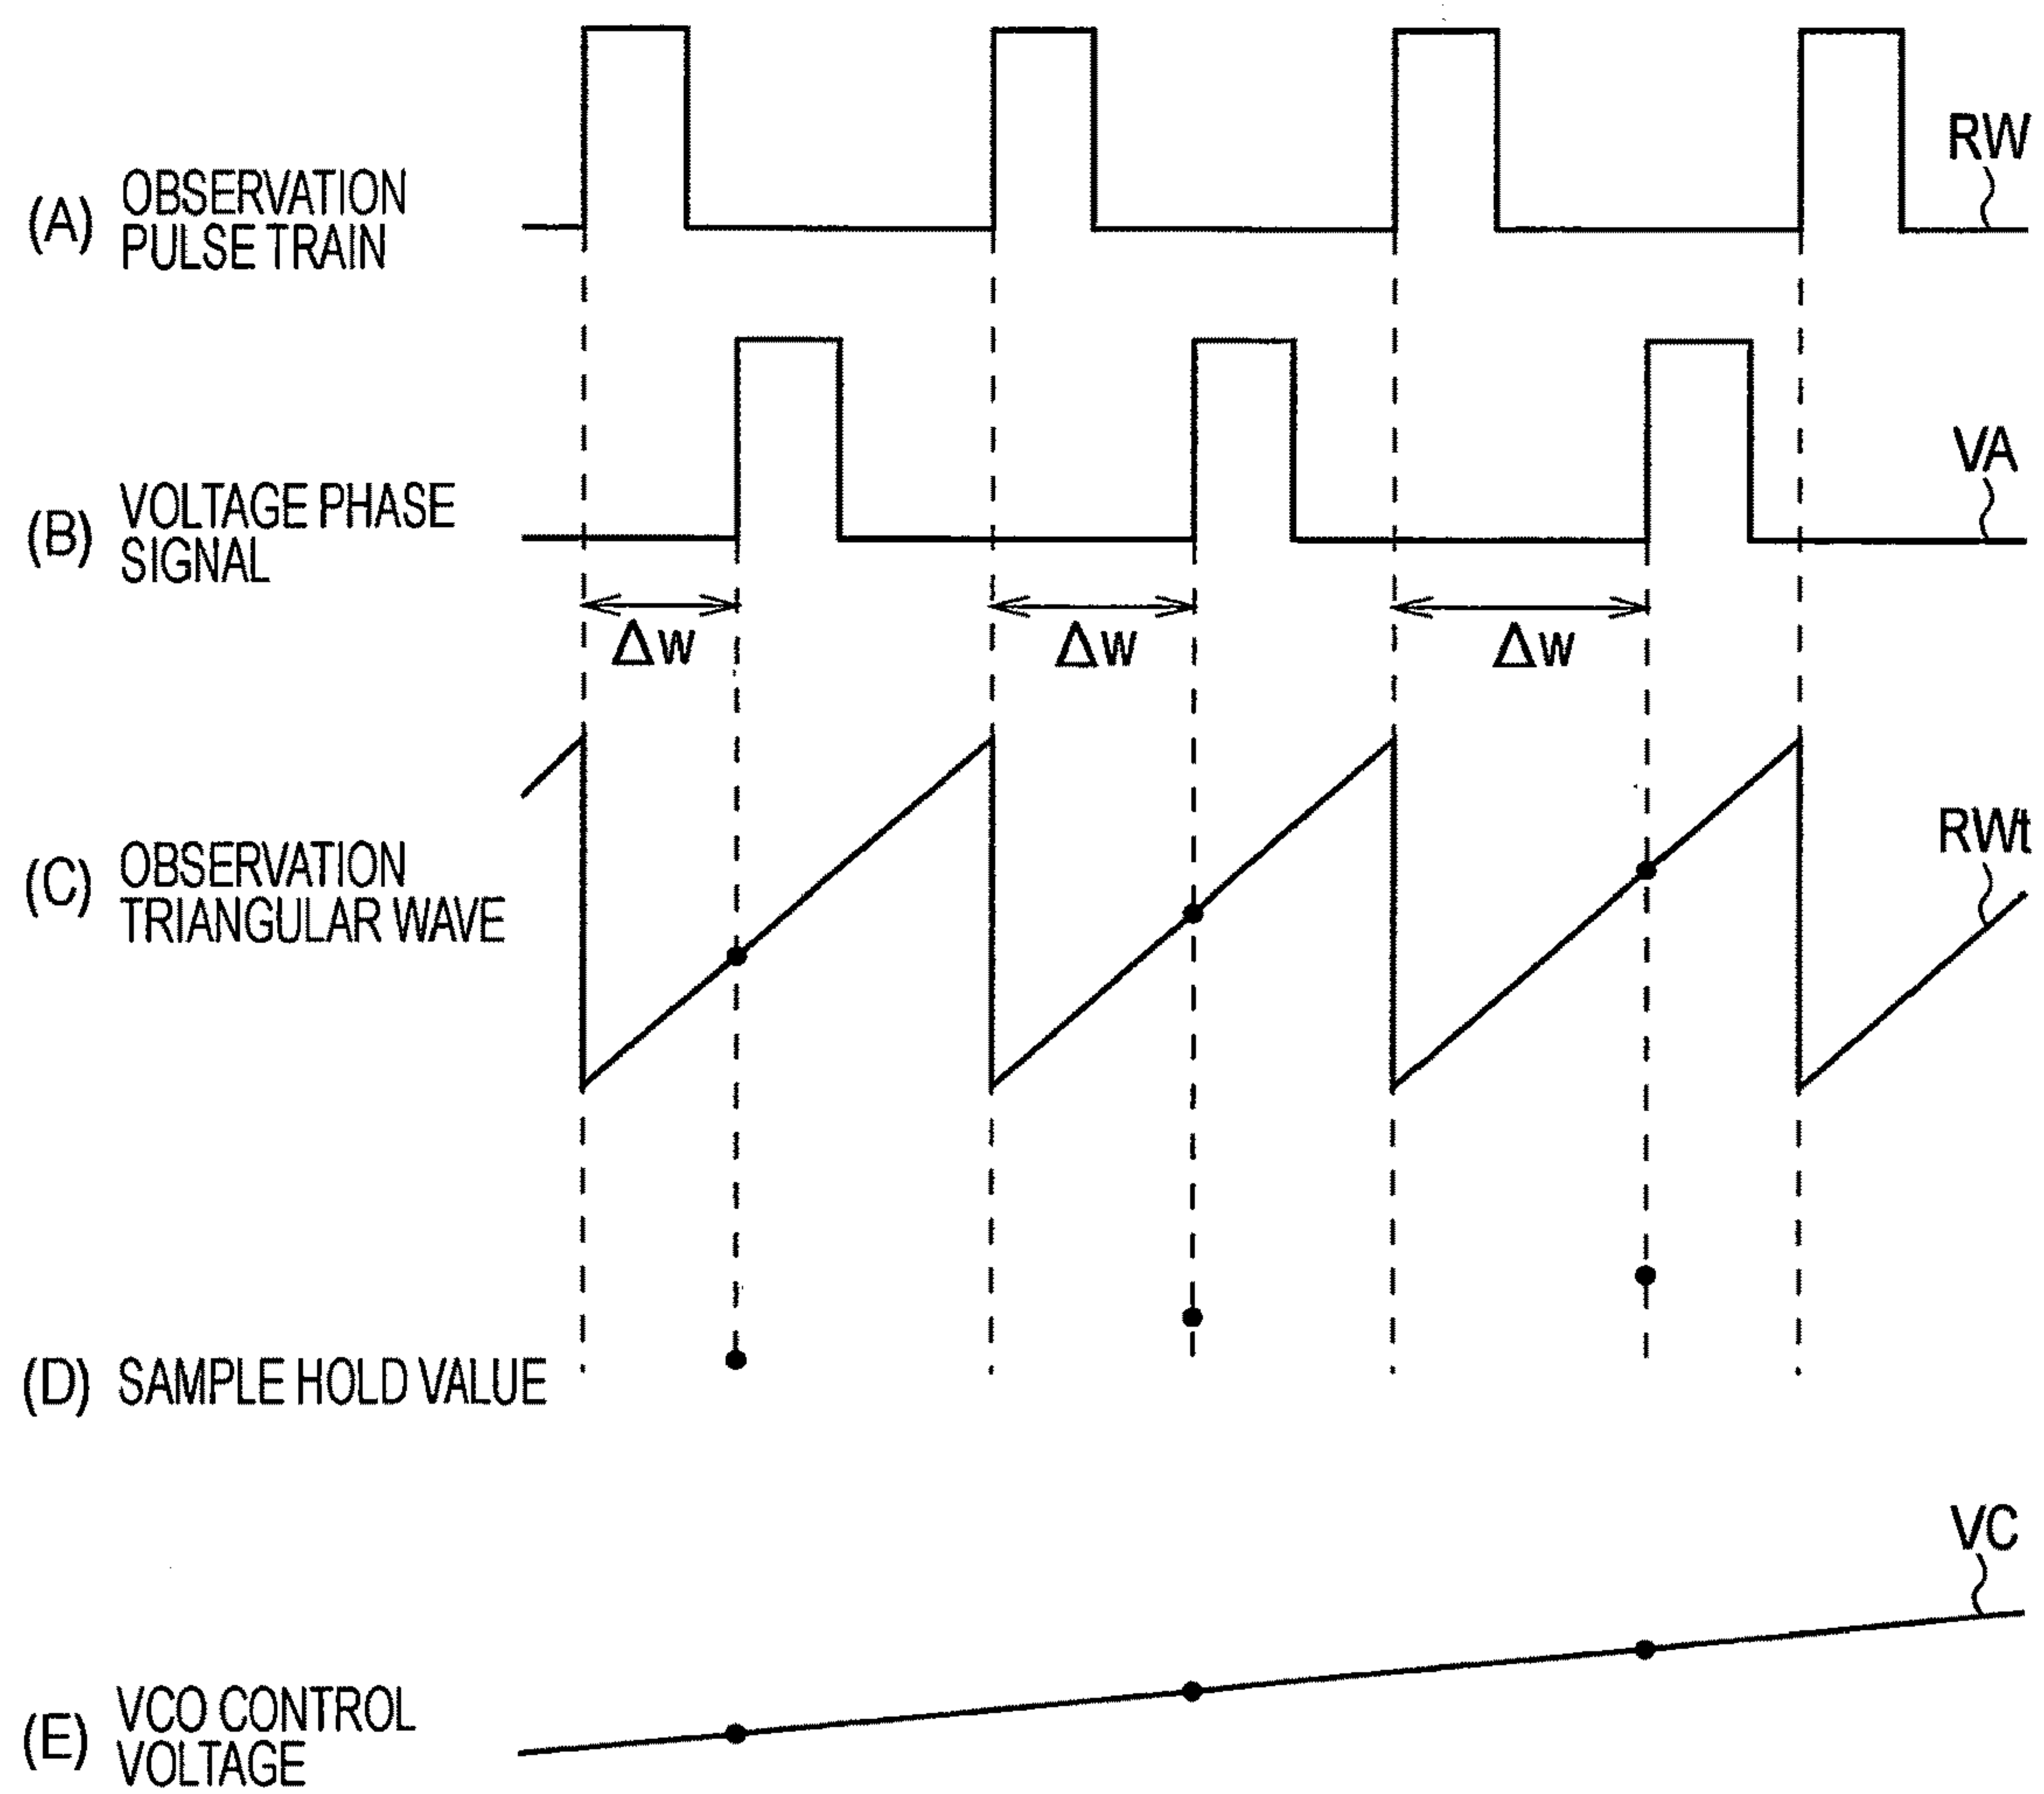 RW
(A) OBSERVATION
PULSE TRAIN
VA
(B) VOLTAGE PHASE
SIGNAL
Δw Δw Δw
RWt
(C) OBSERVATION
TRIANGULAR WAVE
(D) SAMPLE HOLD VALUE
VC
(E) VCO CONTROL
VOLTAGE